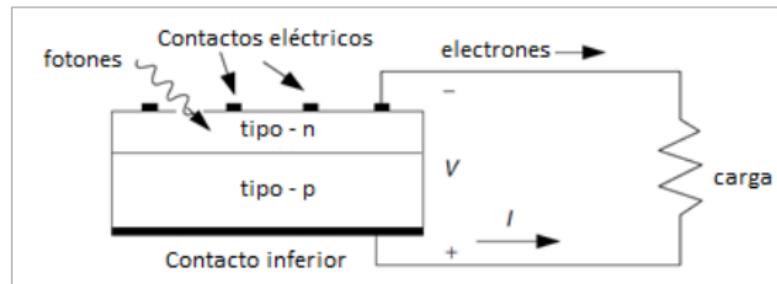 Contactos eléctricos
electrones
fotones
−
tipo - n
V
tipo - p
carga
I
+
Contacto inferior